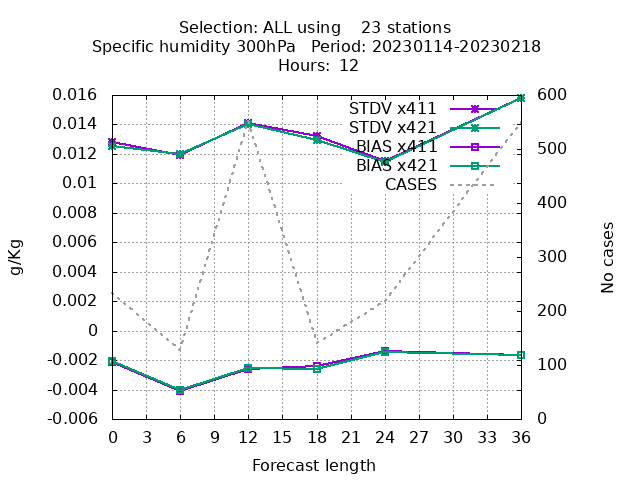 Selection: ALL using 23 stations
Specific humidity 300hPa Period: 20230114-20230218
Hours: 12
STDV x411
STDV x421
BIAS x411
BIAS x421
CASES
g/Kg
0.016
0.014
0.012
0.01
0.008
0.006
0.004
0.002
0
-0.002
-0.004
-0.006
600
500
400
300
200
100
0
No cases
0 3 6 9 12 15 18 21 24 27 30 33 36
Forecast length